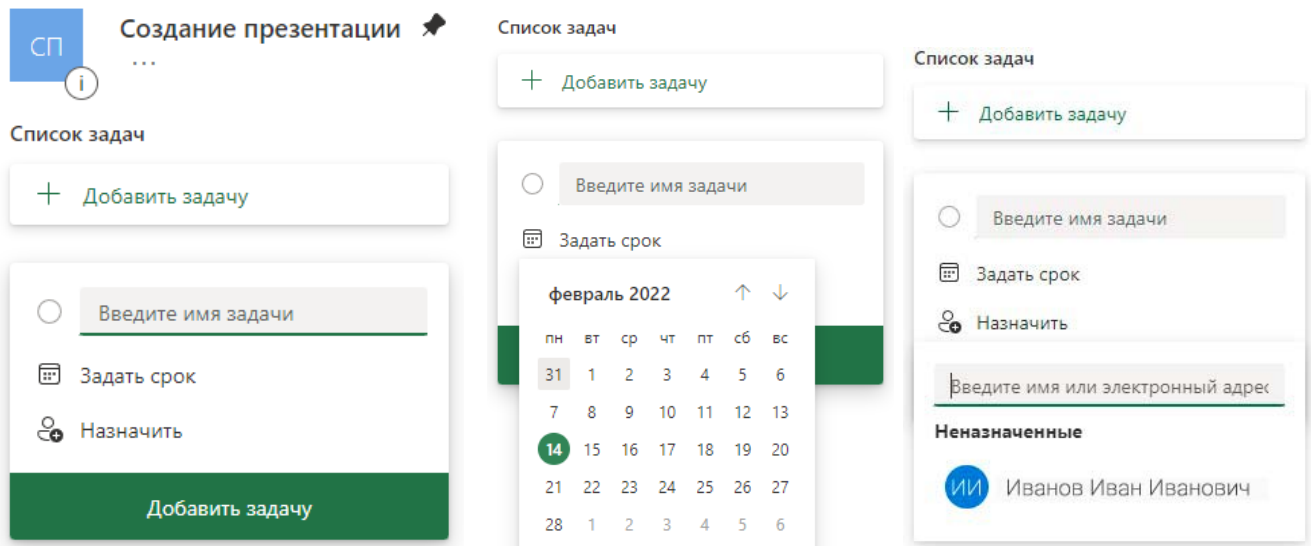 СП
Создание презентации
...
i
Список задач
+ Добавить задачу
Введите имя задачи
Задать срок
Назначить
Добавить задачу
Список задач
+ Добавить задачу
Введите имя задачи
Задать срок
февраль 2022 ↑ ↓
пн вт ср чт пт сб вс
31 1 2 3 4 5 6
7 8 9 10 11 12 13
14 15 16 17 18 19 20
21 22 23 24 25 26 27
28 1 2 3 4 5 6
Список задач
+ Добавить задачу
Введите имя задачи
Задать срок
Назначить
Введите имя или электронный адрес
Неназначенные
ИИ Иванов Иван Иванович